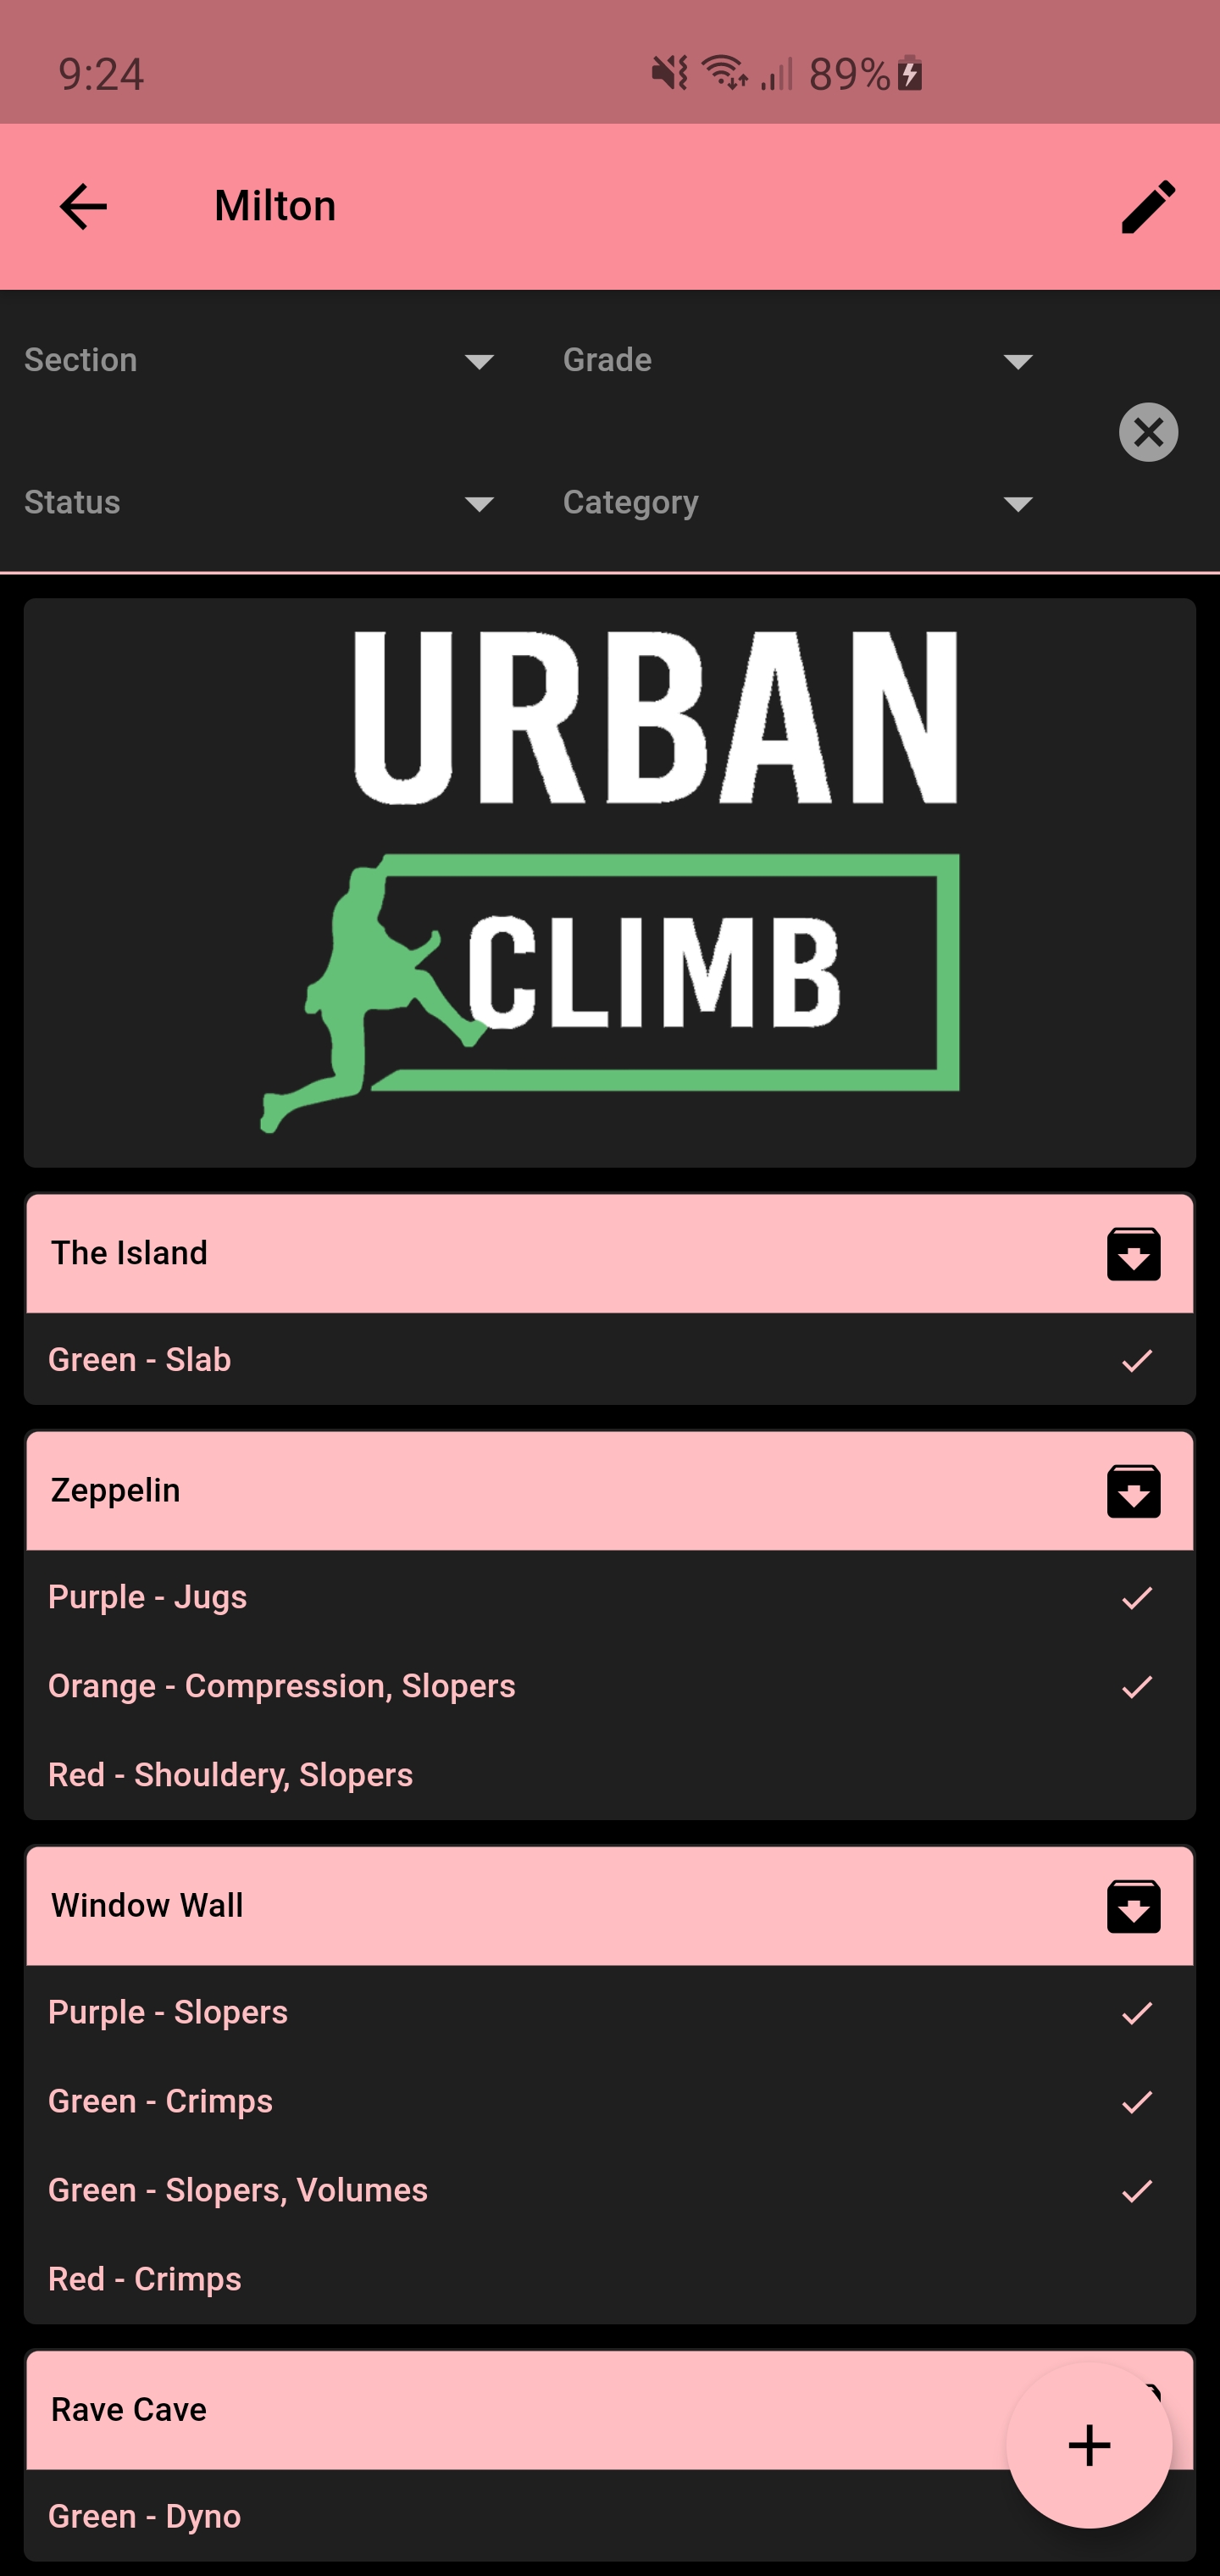 9:24 89%
Milton
Section Grade
Status Category
URBAN
CLIMB
The Island
Green - Slab
Zeppelin
Purple - Jugs
Orange - Compression, Slopers
Red - Shouldery, Slopers
Window Wall
Purple - Slopers
Green - Crimps
Green - Slopers, Volumes
Red - Crimps
Rave Cave
Green - Dyno